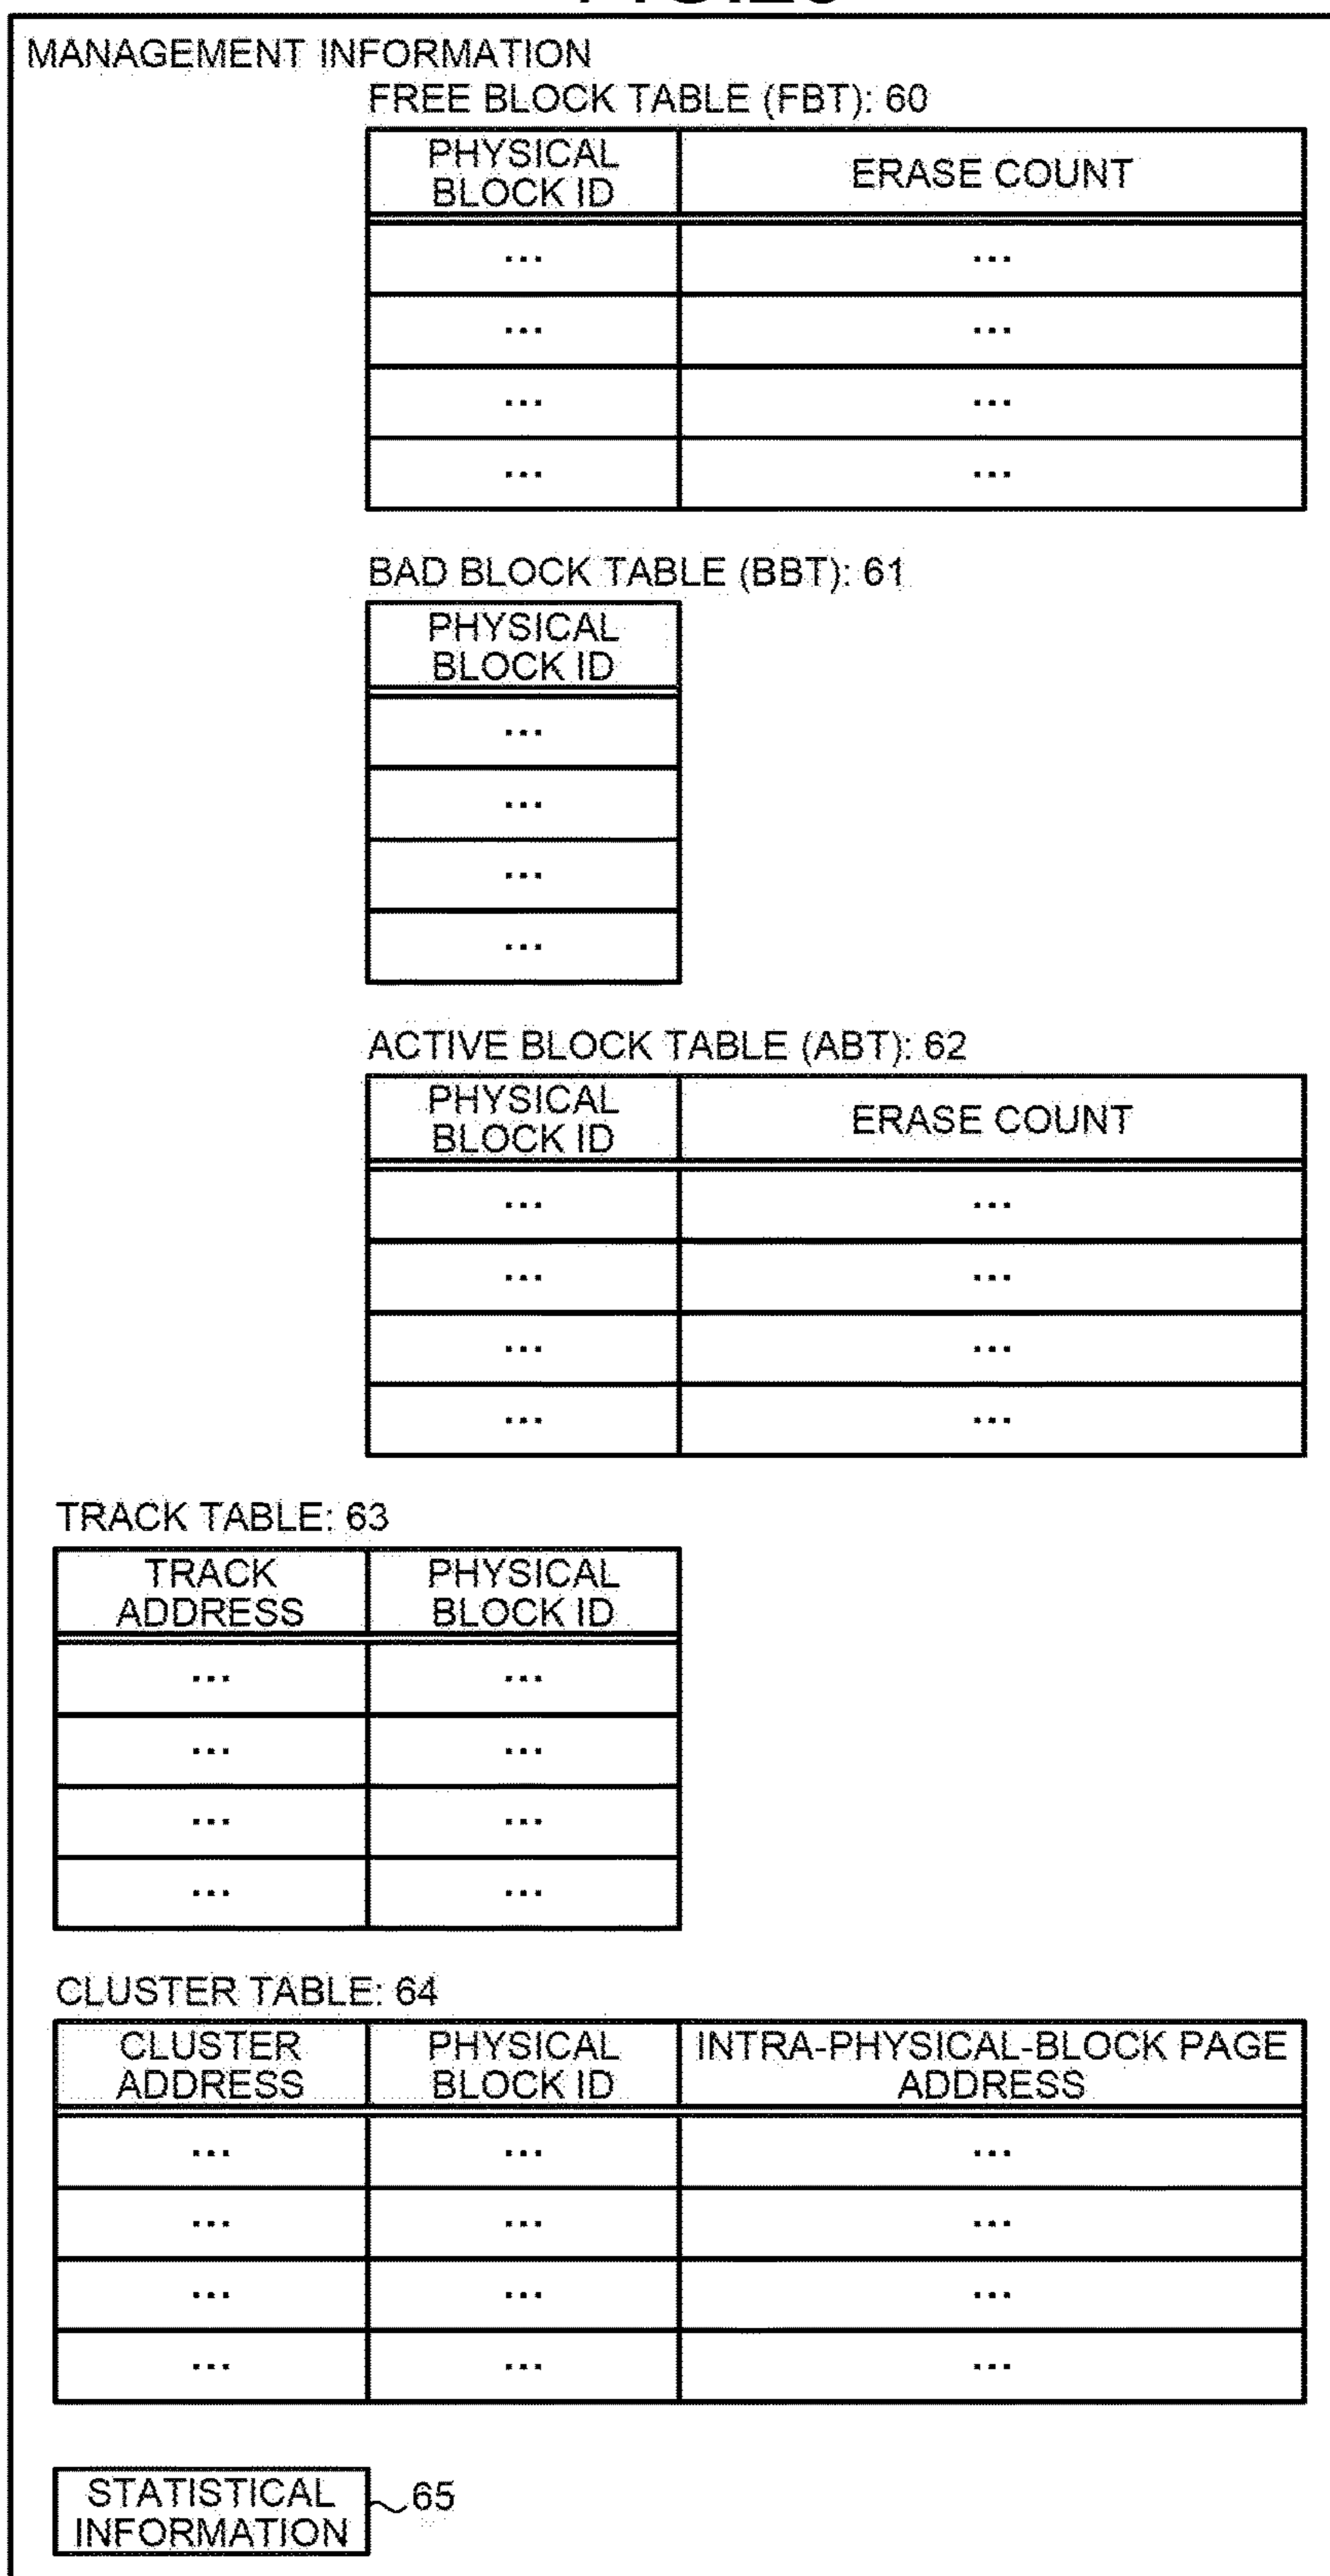 MANAGEMENT INFORMATION
FREE BLOCK TABLE (FBT): 60
PHYSICAL BLOCK ID ERASE COUNT
... ...
... ...
... ...
... ...
BAD BLOCK TABLE (BBT): 61
PHYSICAL
BLOCK ID
...
...
...
...
ACTIVE BLOCK TABLE (ABT): 62
PHYSICAL BLOCK ID ERASE COUNT
... ...
... ...
... ...
... ...
TRACK TABLE: 63
TRACK ADDRESS PHYSICAL BLOCK ID
... ...
... ...
... ...
... ...
CLUSTER TABLE: 64
CLUSTER ADDRESS PHYSICAL BLOCK ID INTRA-PHYSICAL-BLOCK PAGE ADDRESS
... ... ...
... ... ...
... ... ...
... ... ...
STATISTICAL
INFORMATION 65